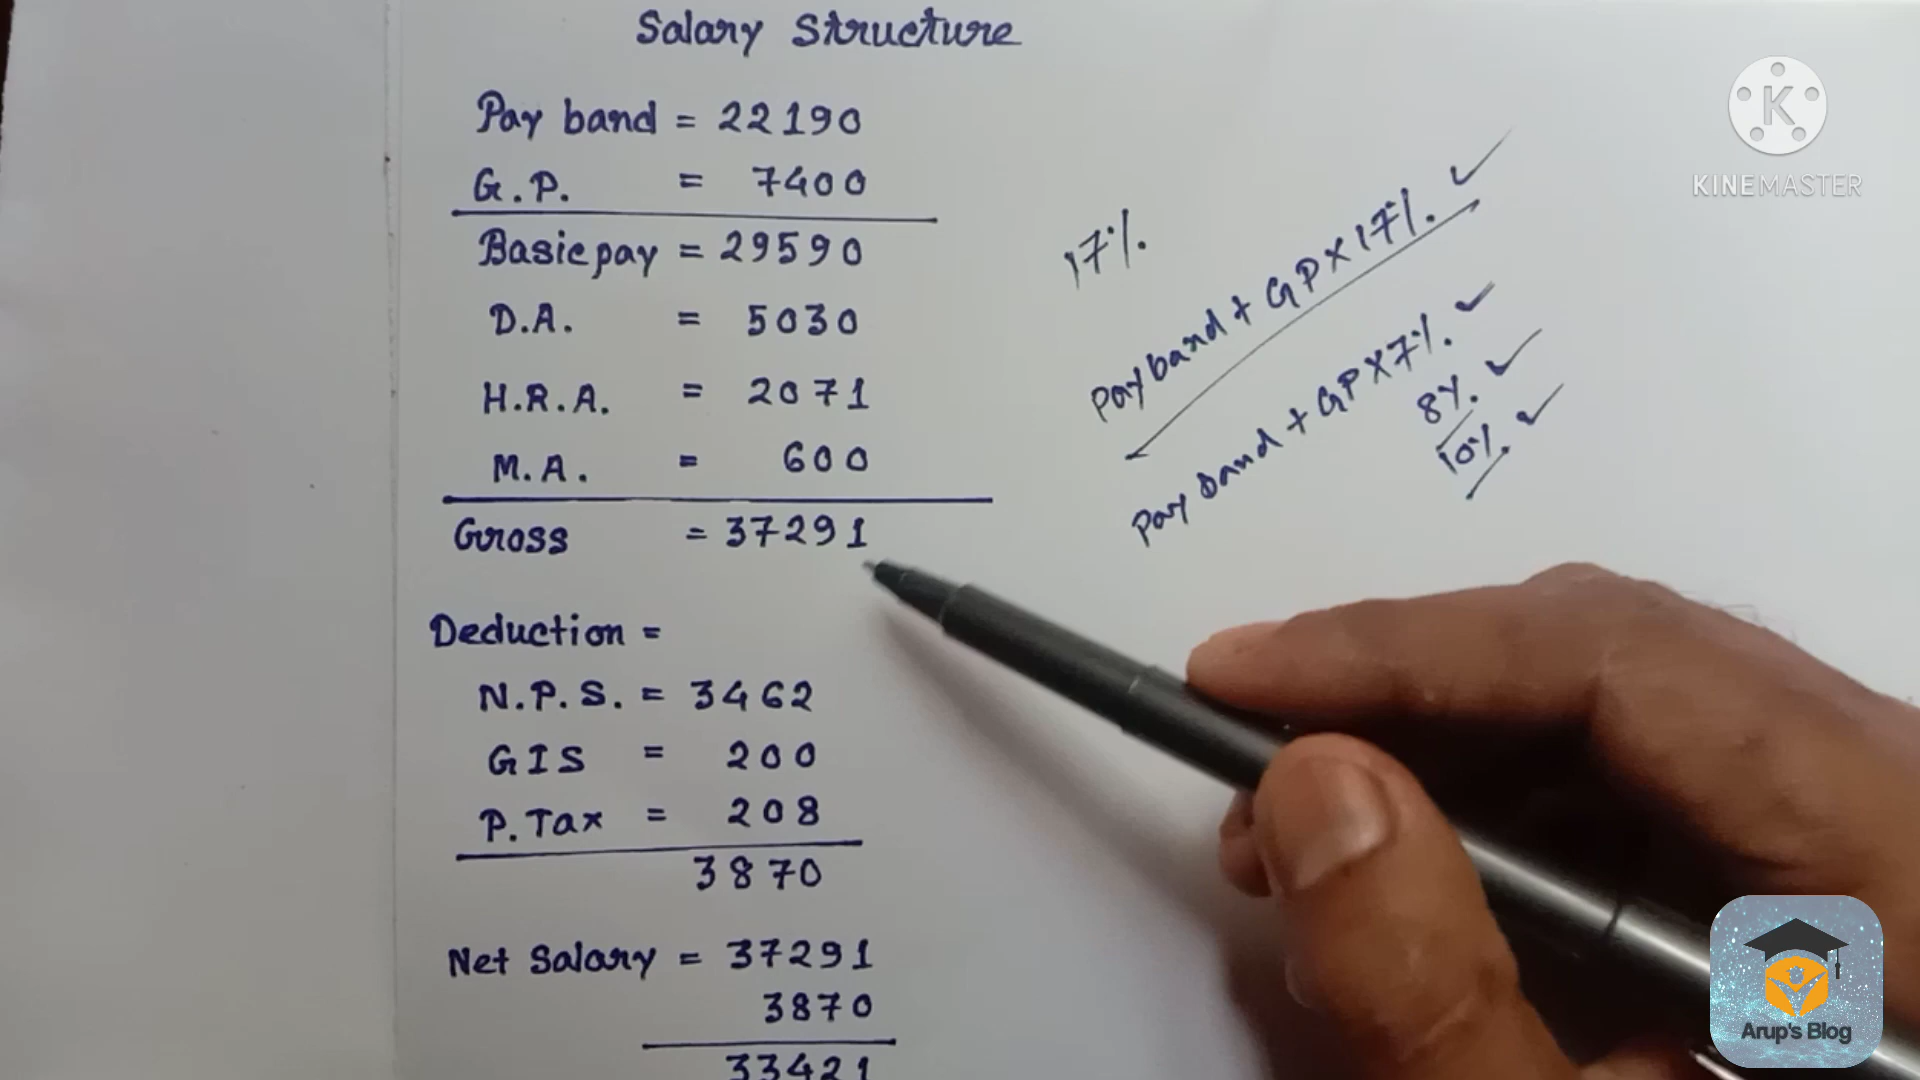 Salary Structure
Pay band = 22190
G.P. = 7400
Basic pay = 29590
D.A. = 5030
H.R.A. = 2071
M.A. = 600
Gross = 37291
Deduction =
N.P.S. = 3462
GIS = 200
P.Tax = 208
3870
Net Salary = 37291
3870
33421
17%.
Pay band + GP X 17%. ✓
Pay band + GP X 7%. ✓
8%. ✓
10%. ✓
K
KINEMASTER
Arup's Blog